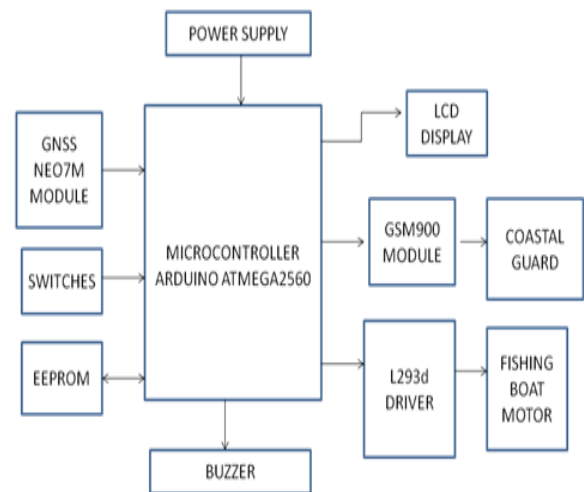 POWER SUPPLY
LCD
DISPLAY
GNSS
NEO7M
MODULE
MICROCONTROLLER
ARDUINO ATMEGA2560
GSM900
MODULE
COASTAL
GUARD
SWITCHES
EEPROM
L293d
DRIVER
FISHING
BOAT
MOTOR
BUZZER